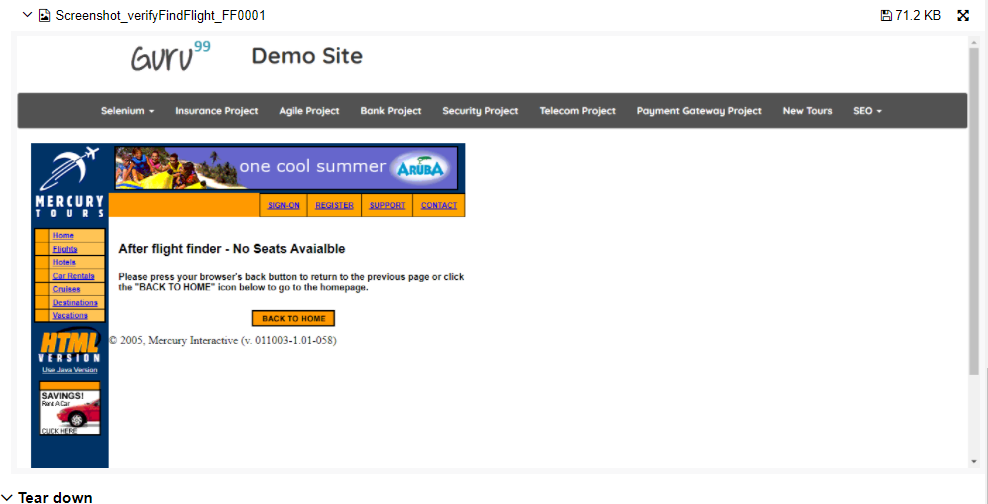 Screenshot_verifyFindFlight_FF0001
71.2 KB
Guru99
Demo Site
Selenium
Insurance Project
Agile Project
Bank Project
Security Project
Telecom Project
Payment Gateway Project
New Tours
SEO
one cool summer
ARUBA
MERCURY
TOURS
SIGN-ON
REGISTER
SUPPORT
CONTACT
Home
Flights
Hotels
Car Rentals
Cruises
Destinations
Vacations
After flight finder - No Seats Avaialble
Please press your browser's back button to return to the previous page or click
the "BACK TO HOME" icon below to go to the homepage.
BACK TO HOME
© 2005, Mercury Interactive (v. 011003-1.01-058)
HTML
VERSION
Use Java Version
SAVINGS!
Rent A Car
CLICK HERE
Tear down